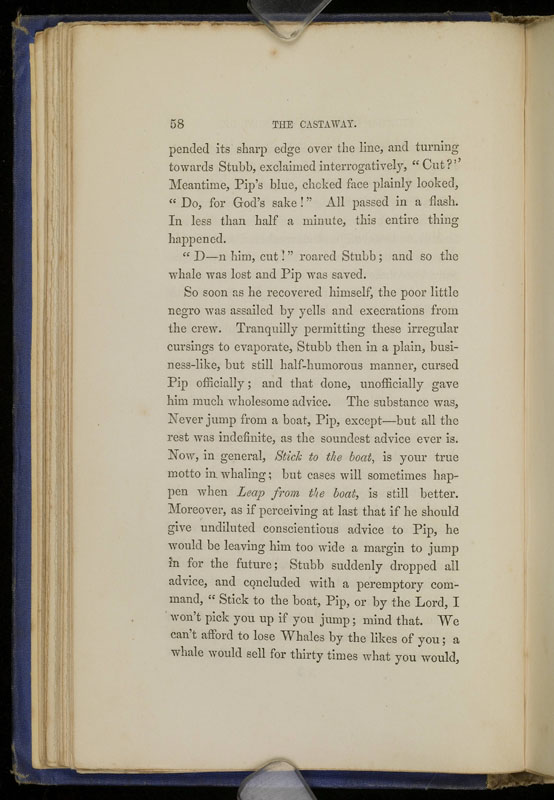 58 THE CASTAWAY.
pended its sharp edge over the line, and turning
towards Stubb, exclaimed interrogatively, “Cut?”
Meantime, Pip's blue, choked face plainly looked,
“Do, for God's sake!” All passed in a flash.
In less than half a minute, this entire thing
happened.
“D—n him, cut!” roared Stubb; and so the
whale was lost and Pip was saved.
So soon as he recovered himself, the poor little
negro was assailed by yells and execrations from
the crew. Tranquilly permitting these irregular
cursings to evaporate, Stubb then in a plain, busi-
ness-like, but still half-humorous manner, cursed
Pip officially; and that done, unofficially gave
him much wholesome advice. The substance was,
Never jump from a boat, Pip, except—but all the
rest was indefinite, as the soundest advice ever is.
Now, in general, Stick to the boat, is your true
motto in whaling; but cases will sometimes hap-
pen when Leap from the boat, is still better.
Moreover, as if perceiving at last that if he should
give undiluted conscientious advice to Pip, he
would be leaving him too wide a margin to jump
in for the future; Stubb suddenly dropped all
advice, and concluded with a peremptory com-
mand, “Stick to the boat, Pip, or by the Lord, I
won't pick you up if you jump; mind that. We
can't afford to lose Whales by the likes of you; a
whale would sell for thirty times what you would,